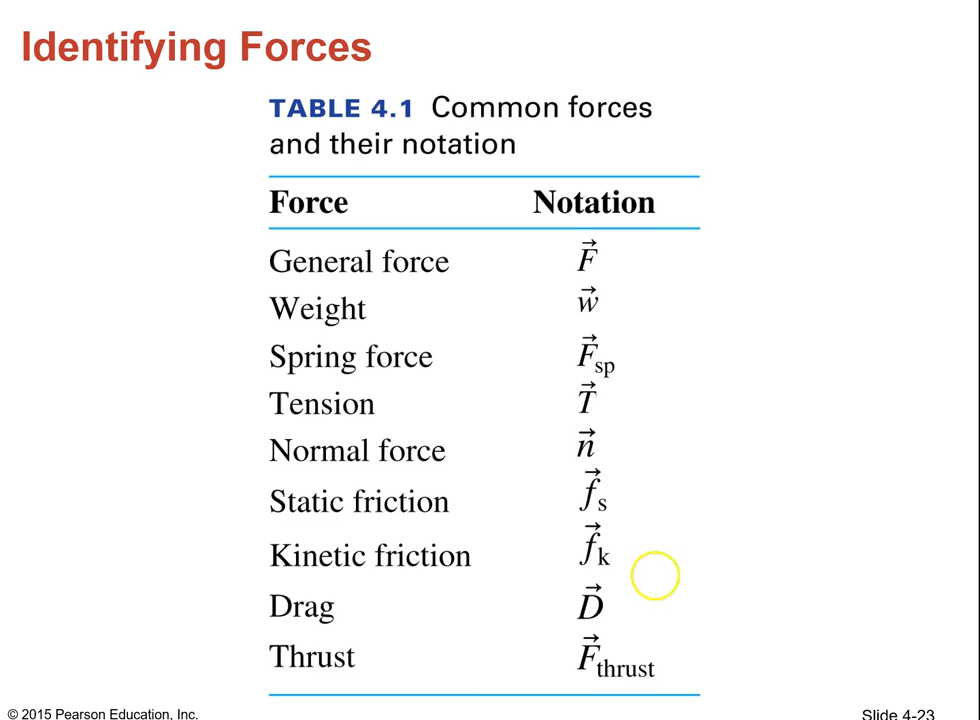 Identifying Forces
TABLE 4.1 Common forces
and their notation
Force Notation
General force F⃗
Weight w⃗
Spring force F⃗sp
Tension T⃗
Normal force n⃗
Static friction f⃗s
Kinetic friction f⃗k
Drag D⃗
Thrust F⃗thrust
© 2015 Pearson Education, Inc.
Slide 4-23